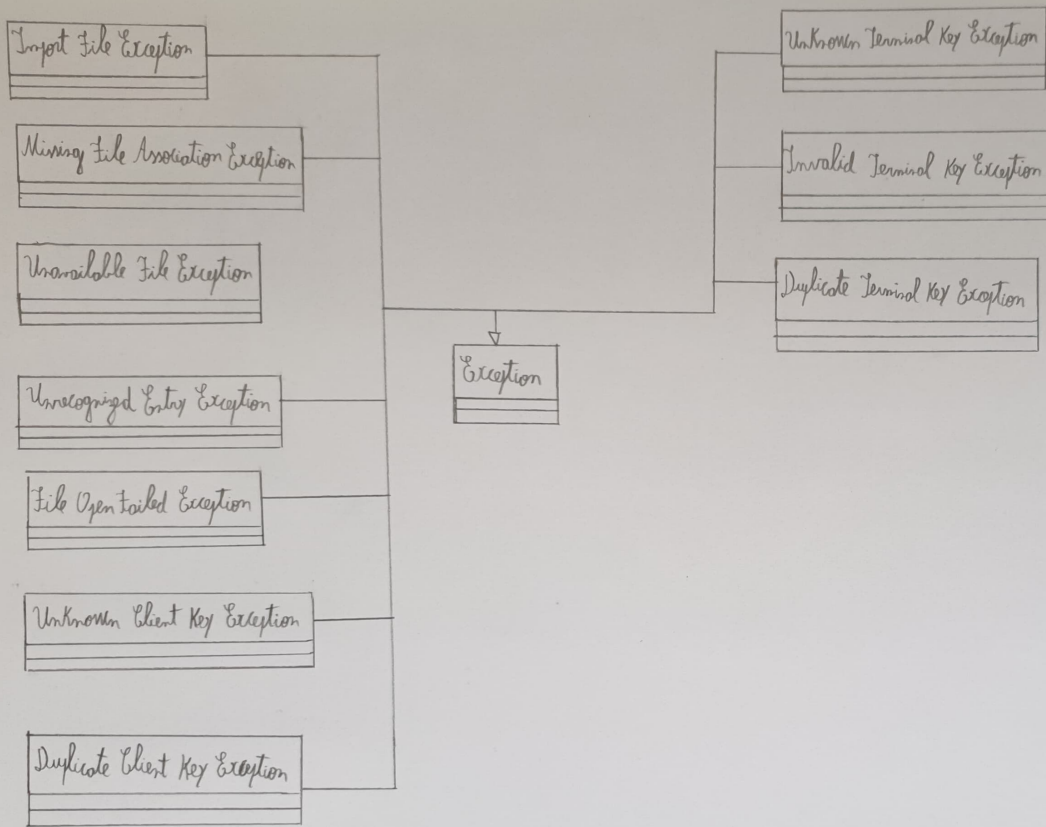 Import File Exception
Missing File Association Exception
Unavailable File Exception
Unrecognized Entry Exception
File Open Failed Exception
Unknown Client Key Exception
Duplicate Client Key Exception
Exception
Unknown Terminal Key Exception
Invalid Terminal Key Exception
Duplicate Terminal Key Exception